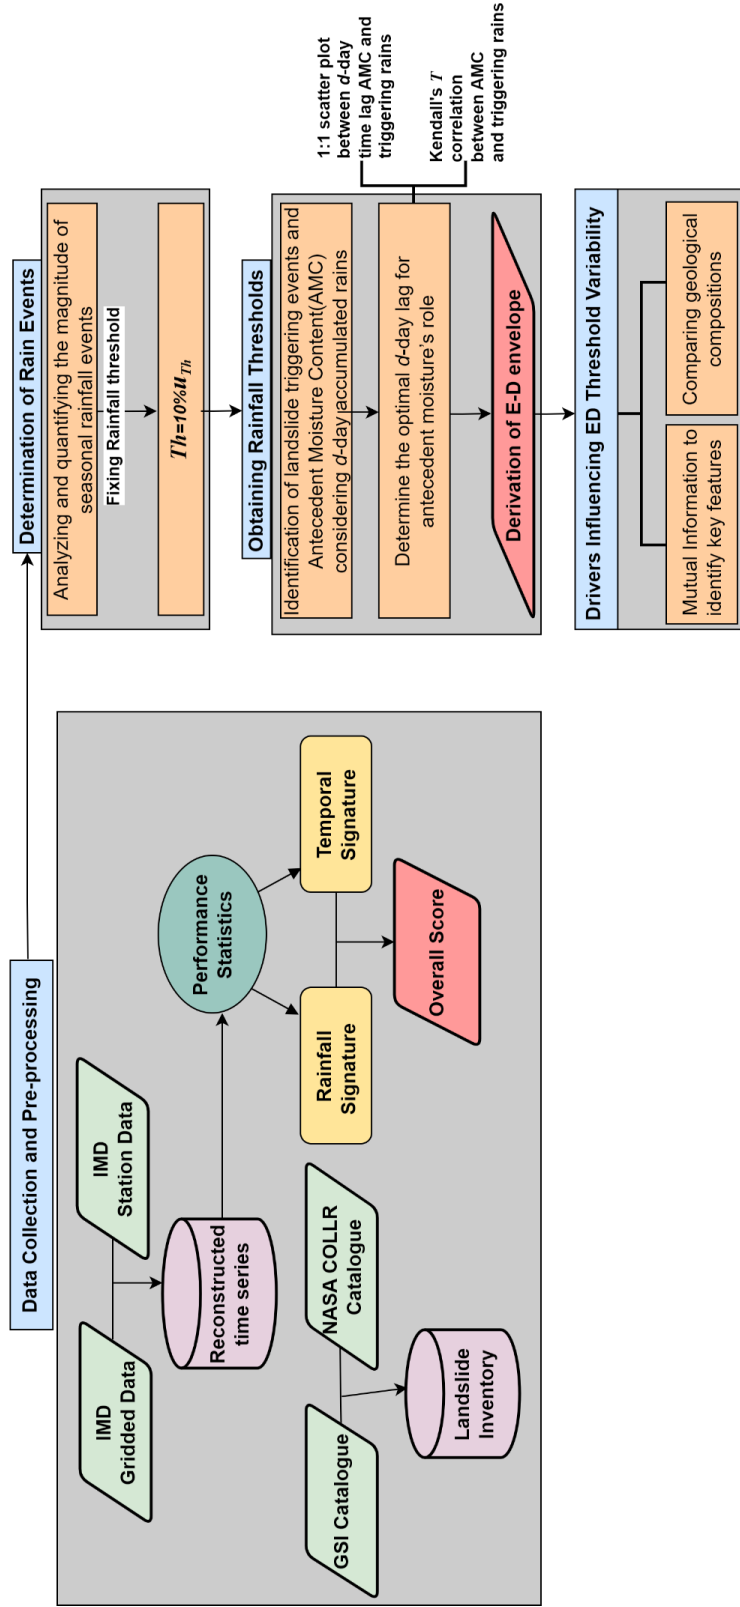 Data Collection and Pre-processing
IMD
Gridded Data
IMD
Station Data
Reconstructed
time series
Performance
Statistics
Rainfall
Signature
Temporal
Signature
Overall Score
GSI Catalogue
NASA COLLR
Catalogue
Landslide
Inventory
Determination of Rain Events
Analyzing and quantifying the magnitude of
seasonal rainfall events
Fixing Rainfall threshold
Th=10%u_Th
Obtaining Rainfall Thresholds
Identification of landslide triggering events and
Antecedent Moisture Content(AMC)
considering d-day accumulated rains
Determine the optimal d-day lag for
antecedent moisture's role
1:1 scatter plot
between d-day
time lag AMC and
triggering rains
Kendall's T
correlation
between AMC
and triggering rains
Derivation of E-D envelope
Drivers Influencing ED Threshold Variability
Mutual Information to
identify key features
Comparing geological
compositions